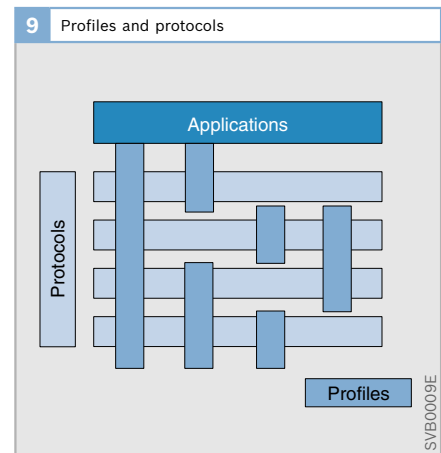 9 Profiles and protocols
Applications
Protocols
Profiles
SVB0009E